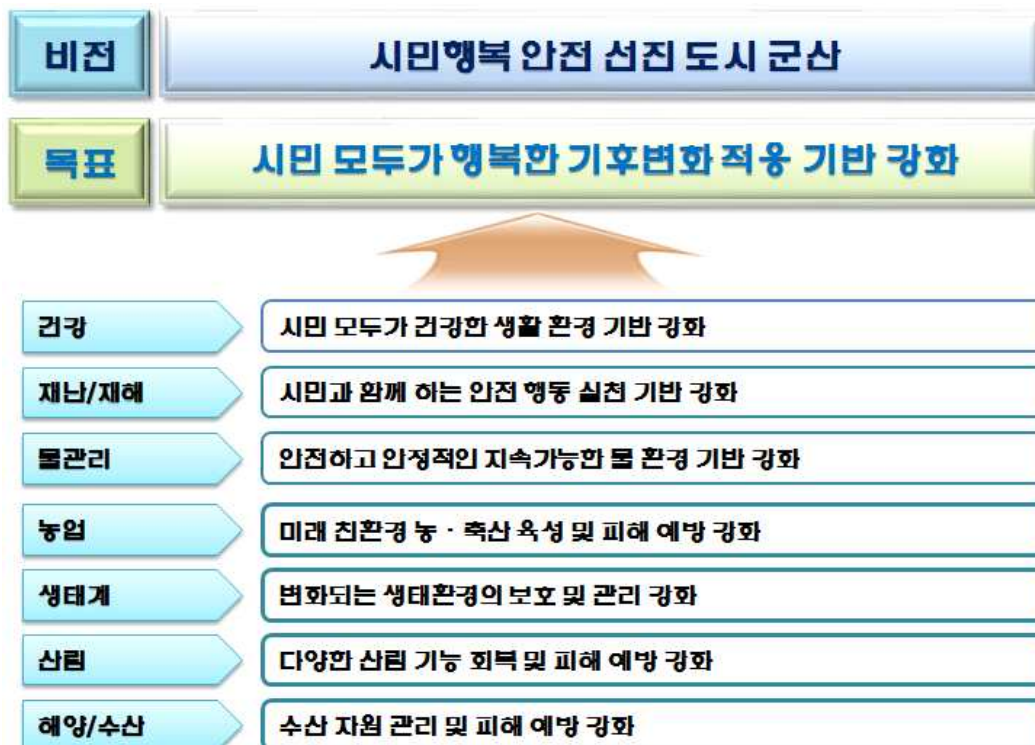 비전
시민행복 안전 선진 도시 군산
목표
시민 모두가 행복한 기후변화 적응 기반 강화
건강
시민 모두가 건강한 생활 환경 기반 강화
재난/재해
시민과 함께 하는 안전 행동 실천 기반 강화
물관리
안전하고 안정적인 지속가능한 물 환경 기반 강화
농업
미래 친환경 농·축산 육성 및 피해 예방 강화
생태계
변화되는 생태환경의 보호 및 관리 강화
산림
다양한 산림 기능 회복 및 피해 예방 강화
해양/수산
수산 자원 관리 및 피해 예방 강화